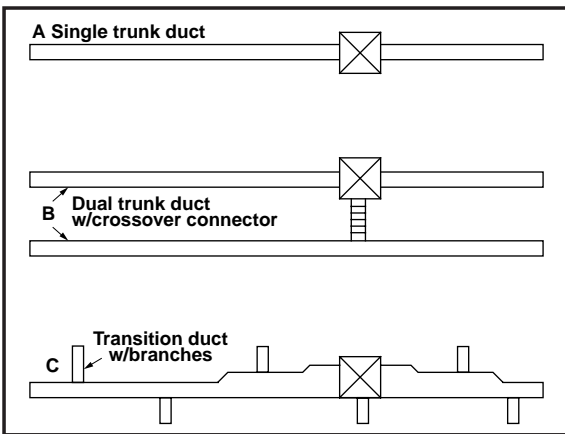 A Single trunk duct
B Dual trunk duct
w/crossover connector
Transition duct
C w/branches